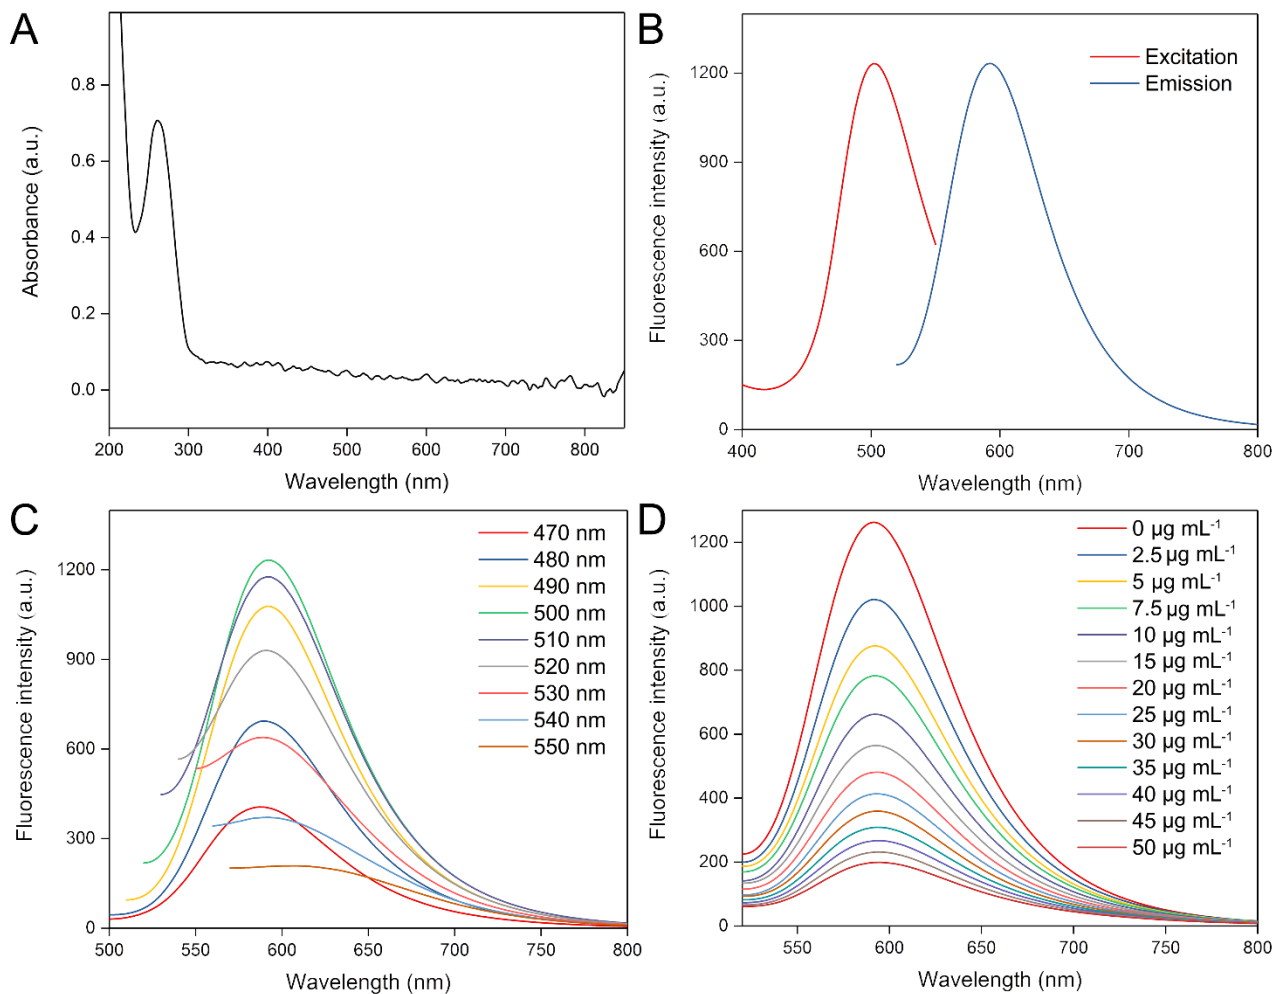 A
Absorbance (a.u.)
0.8
0.6
0.4
0.2
0.0
200 300 400 500 600 700 800
Wavelength (nm)
B
Fluorescence intensity (a.u.)
1200
900
600
300
0
Excitation
Emission
400 500 600 700 800
Wavelength (nm)
C
Fluorescence intensity (a.u.)
1200
900
600
300
0
470 nm
480 nm
490 nm
500 nm
510 nm
520 nm
530 nm
540 nm
550 nm
500 550 600 650 700 750 800
Wavelength (nm)
D
Fluorescence intensity (a.u.)
1200
1000
800
600
400
200
0
0 µg mL⁻¹
2.5 µg mL⁻¹
5 µg mL⁻¹
7.5 µg mL⁻¹
10 µg mL⁻¹
15 µg mL⁻¹
20 µg mL⁻¹
25 µg mL⁻¹
30 µg mL⁻¹
35 µg mL⁻¹
40 µg mL⁻¹
45 µg mL⁻¹
50 µg mL⁻¹
550 600 650 700 750 800
Wavelength (nm)